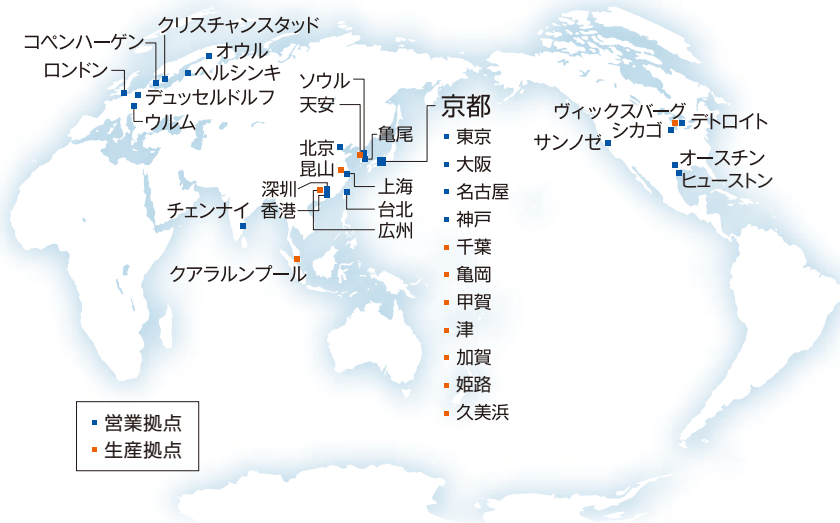 クリスチャンスタッド
コペンハーゲン
オウル
ロンドン
ヘルシンキ
デュッセルドルフ
ウルム
ソウル
天安
京都
亀尾
北京
昆山
深圳
上海
香港
台北
広州
チェンナイ
クアラルンプール
東京
大阪
名古屋
神戸
千葉
亀岡
甲賀
津
加賀
姫路
久美浜
ヴィックスバーグ
シカゴ
デトロイト
サンノゼ
オースチン
ヒューストン
営業拠点
生産拠点